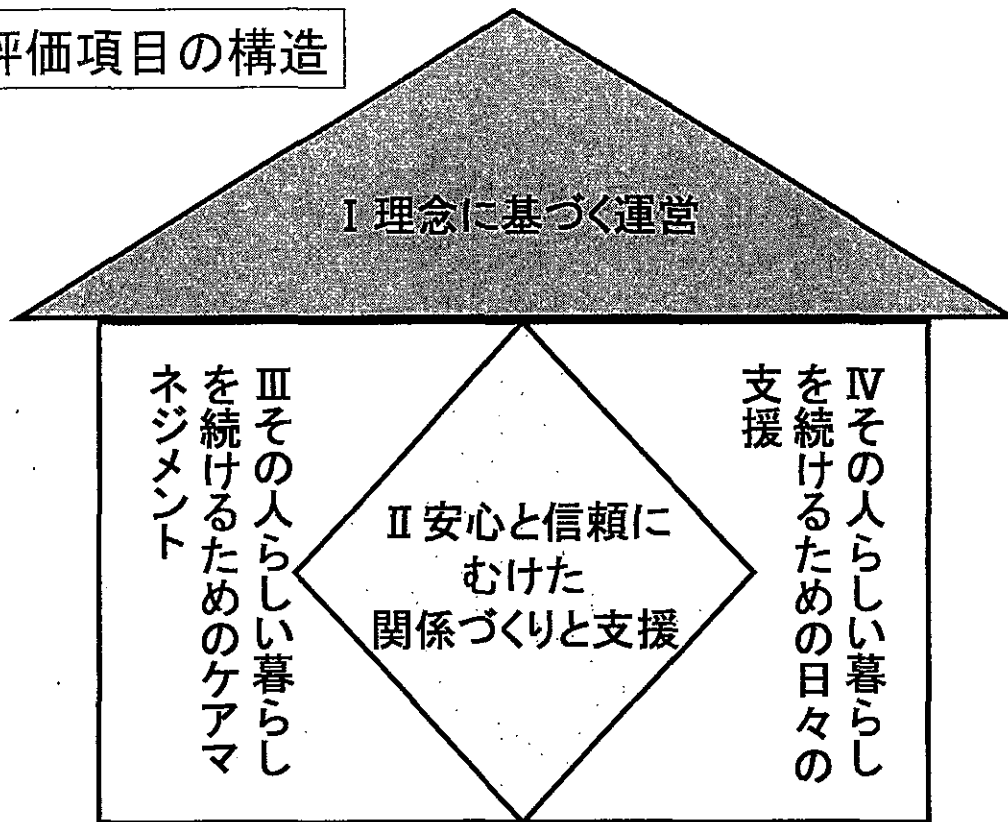 評価項目の構造
I 理念に基づく運営
Ⅲその人らしい暮らし
を続けるためのケアマ
ネジメント
Ⅱ 安心と信頼に
むけた
関係づくりと支援
Ⅳその人らしい暮らし
を続けるための日々の
支援